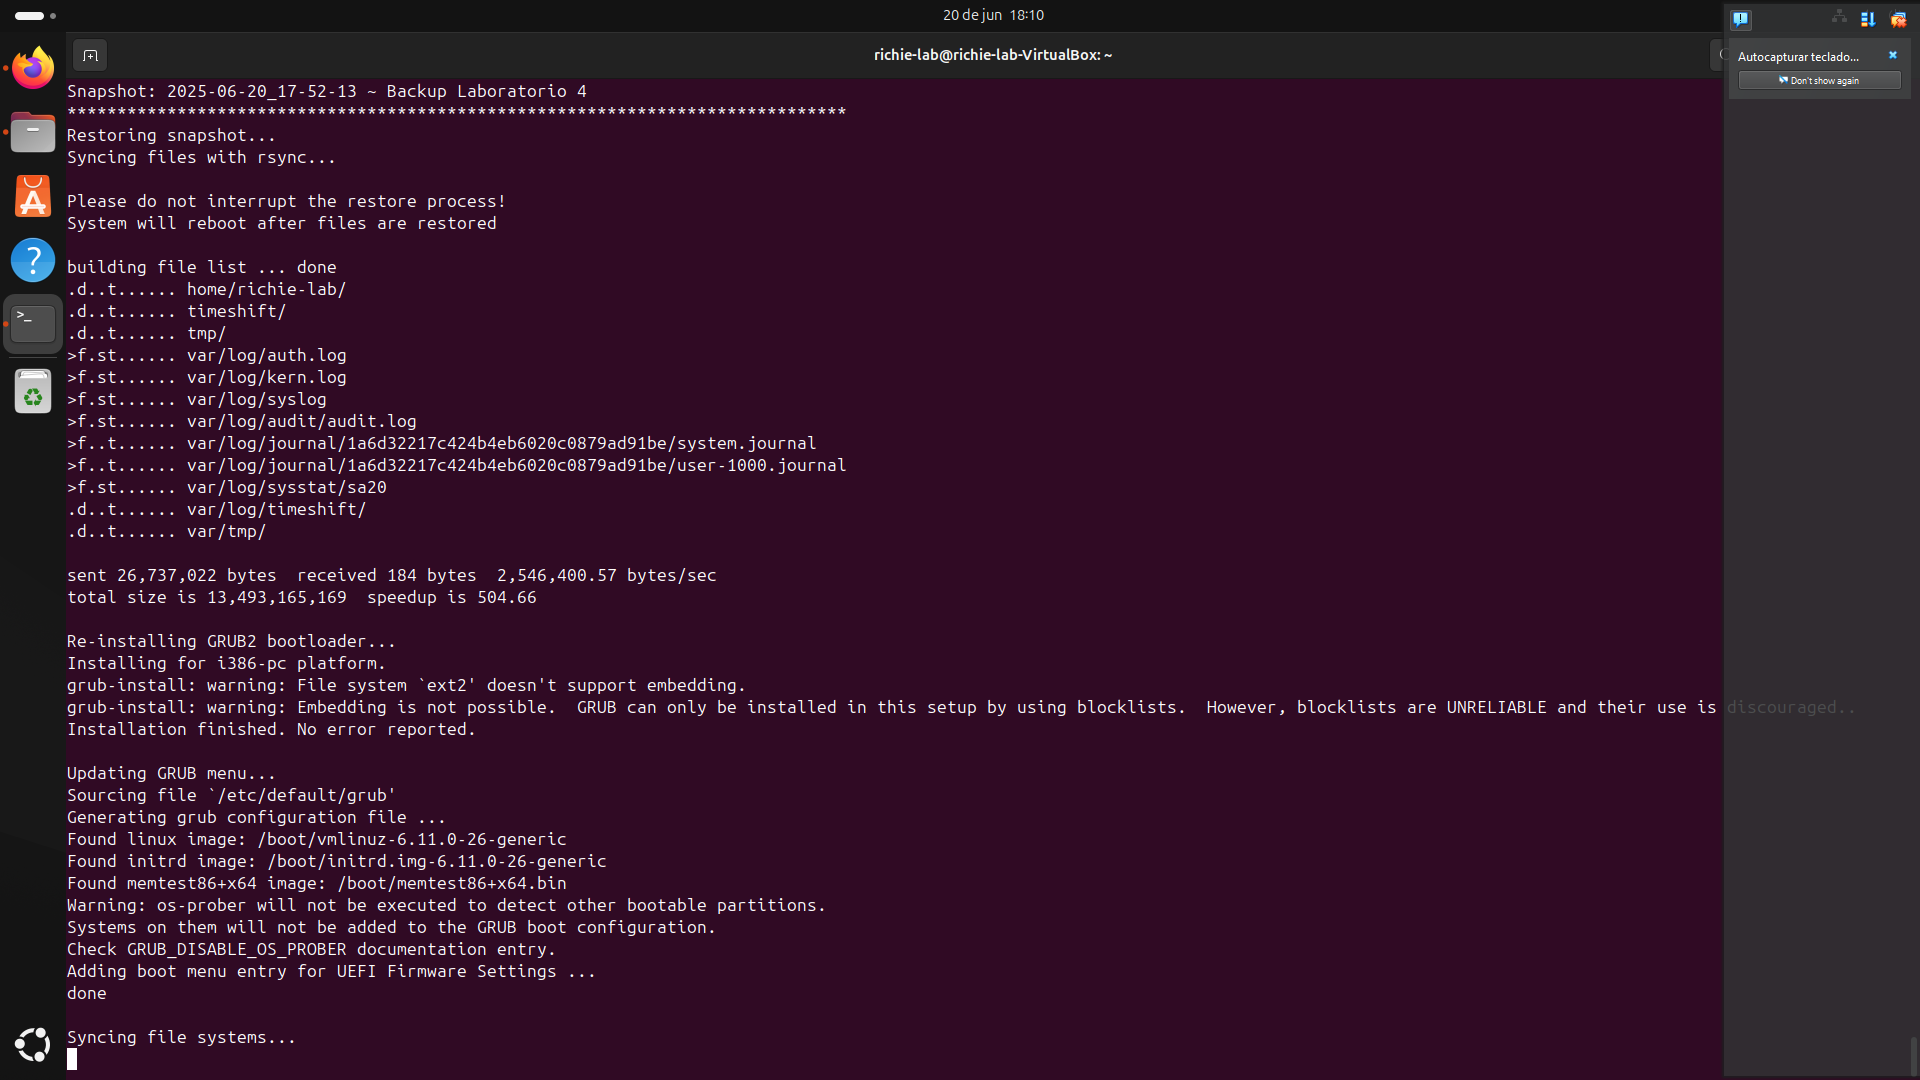 20 de jun 18:10
richie-lab@richie-lab-VirtualBox: ~
Autocapturar teclado...
Don't show again
Snapshot: 2025-06-20_17-52-13 ~ Backup Laboratorio 4
******************************************************************************
Restoring snapshot...
Syncing files with rsync...
Please do not interrupt the restore process!
System will reboot after files are restored
building file list ... done
.d..t...... home/richie-lab/
.d..t...... timeshift/
.d..t...... tmp/
>f.st...... var/log/auth.log
>f.st...... var/log/kern.log
>f.st...... var/log/syslog
>f.st...... var/log/audit/audit.log
>f..t...... var/log/journal/1a6d32217c424b4eb6020c0879ad91be/system.journal
>f..t...... var/log/journal/1a6d32217c424b4eb6020c0879ad91be/user-1000.journal
>f.st...... var/log/sysstat/sa20
.d..t...... var/log/timeshift/
.d..t...... var/tmp/
sent 26,737,022 bytes  received 184 bytes  2,546,400.57 bytes/sec
total size is 13,493,165,169  speedup is 504.66
Re-installing GRUB2 bootloader...
Installing for i386-pc platform.
grub-install: warning: File system `ext2' doesn't support embedding.
grub-install: warning: Embedding is not possible.  GRUB can only be installed in this setup by using blocklists.  However, blocklists are UNRELIABLE and their use is discouraged..
Installation finished. No error reported.
Updating GRUB menu...
Sourcing file `/etc/default/grub'
Generating grub configuration file ...
Found linux image: /boot/vmlinuz-6.11.0-26-generic
Found initrd image: /boot/initrd.img-6.11.0-26-generic
Found memtest86+x64 image: /boot/memtest86+x64.bin
Warning: os-prober will not be executed to detect other bootable partitions.
Systems on them will not be added to the GRUB boot configuration.
Check GRUB_DISABLE_OS_PROBER documentation entry.
Adding boot menu entry for UEFI Firmware Settings ...
done
Syncing file systems...